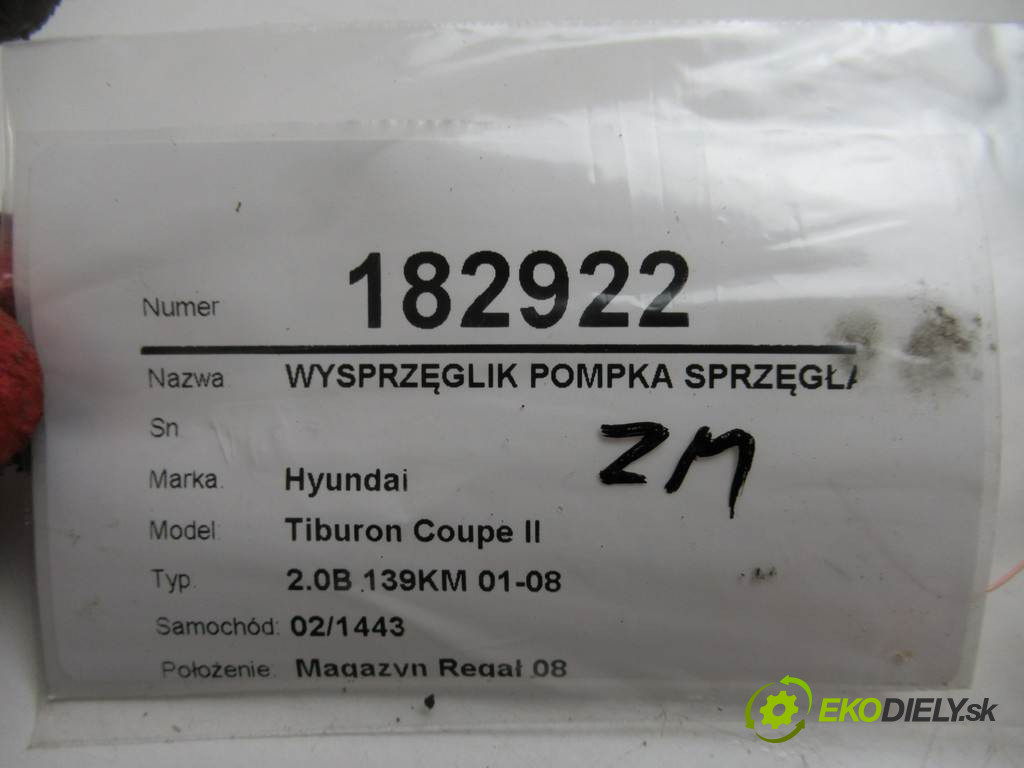 Numer 182922
Nazwa WYSPRZĘGLIK POMPKA SPRZĘGŁA
Sn
ZM
Marka: Hyundai
Model: Tiburon Coupe II
Typ 2.0B 139KM 01-08
Samochód: 02/1443
Położenie: Magazyn Regał 08
EKODIELY.sk